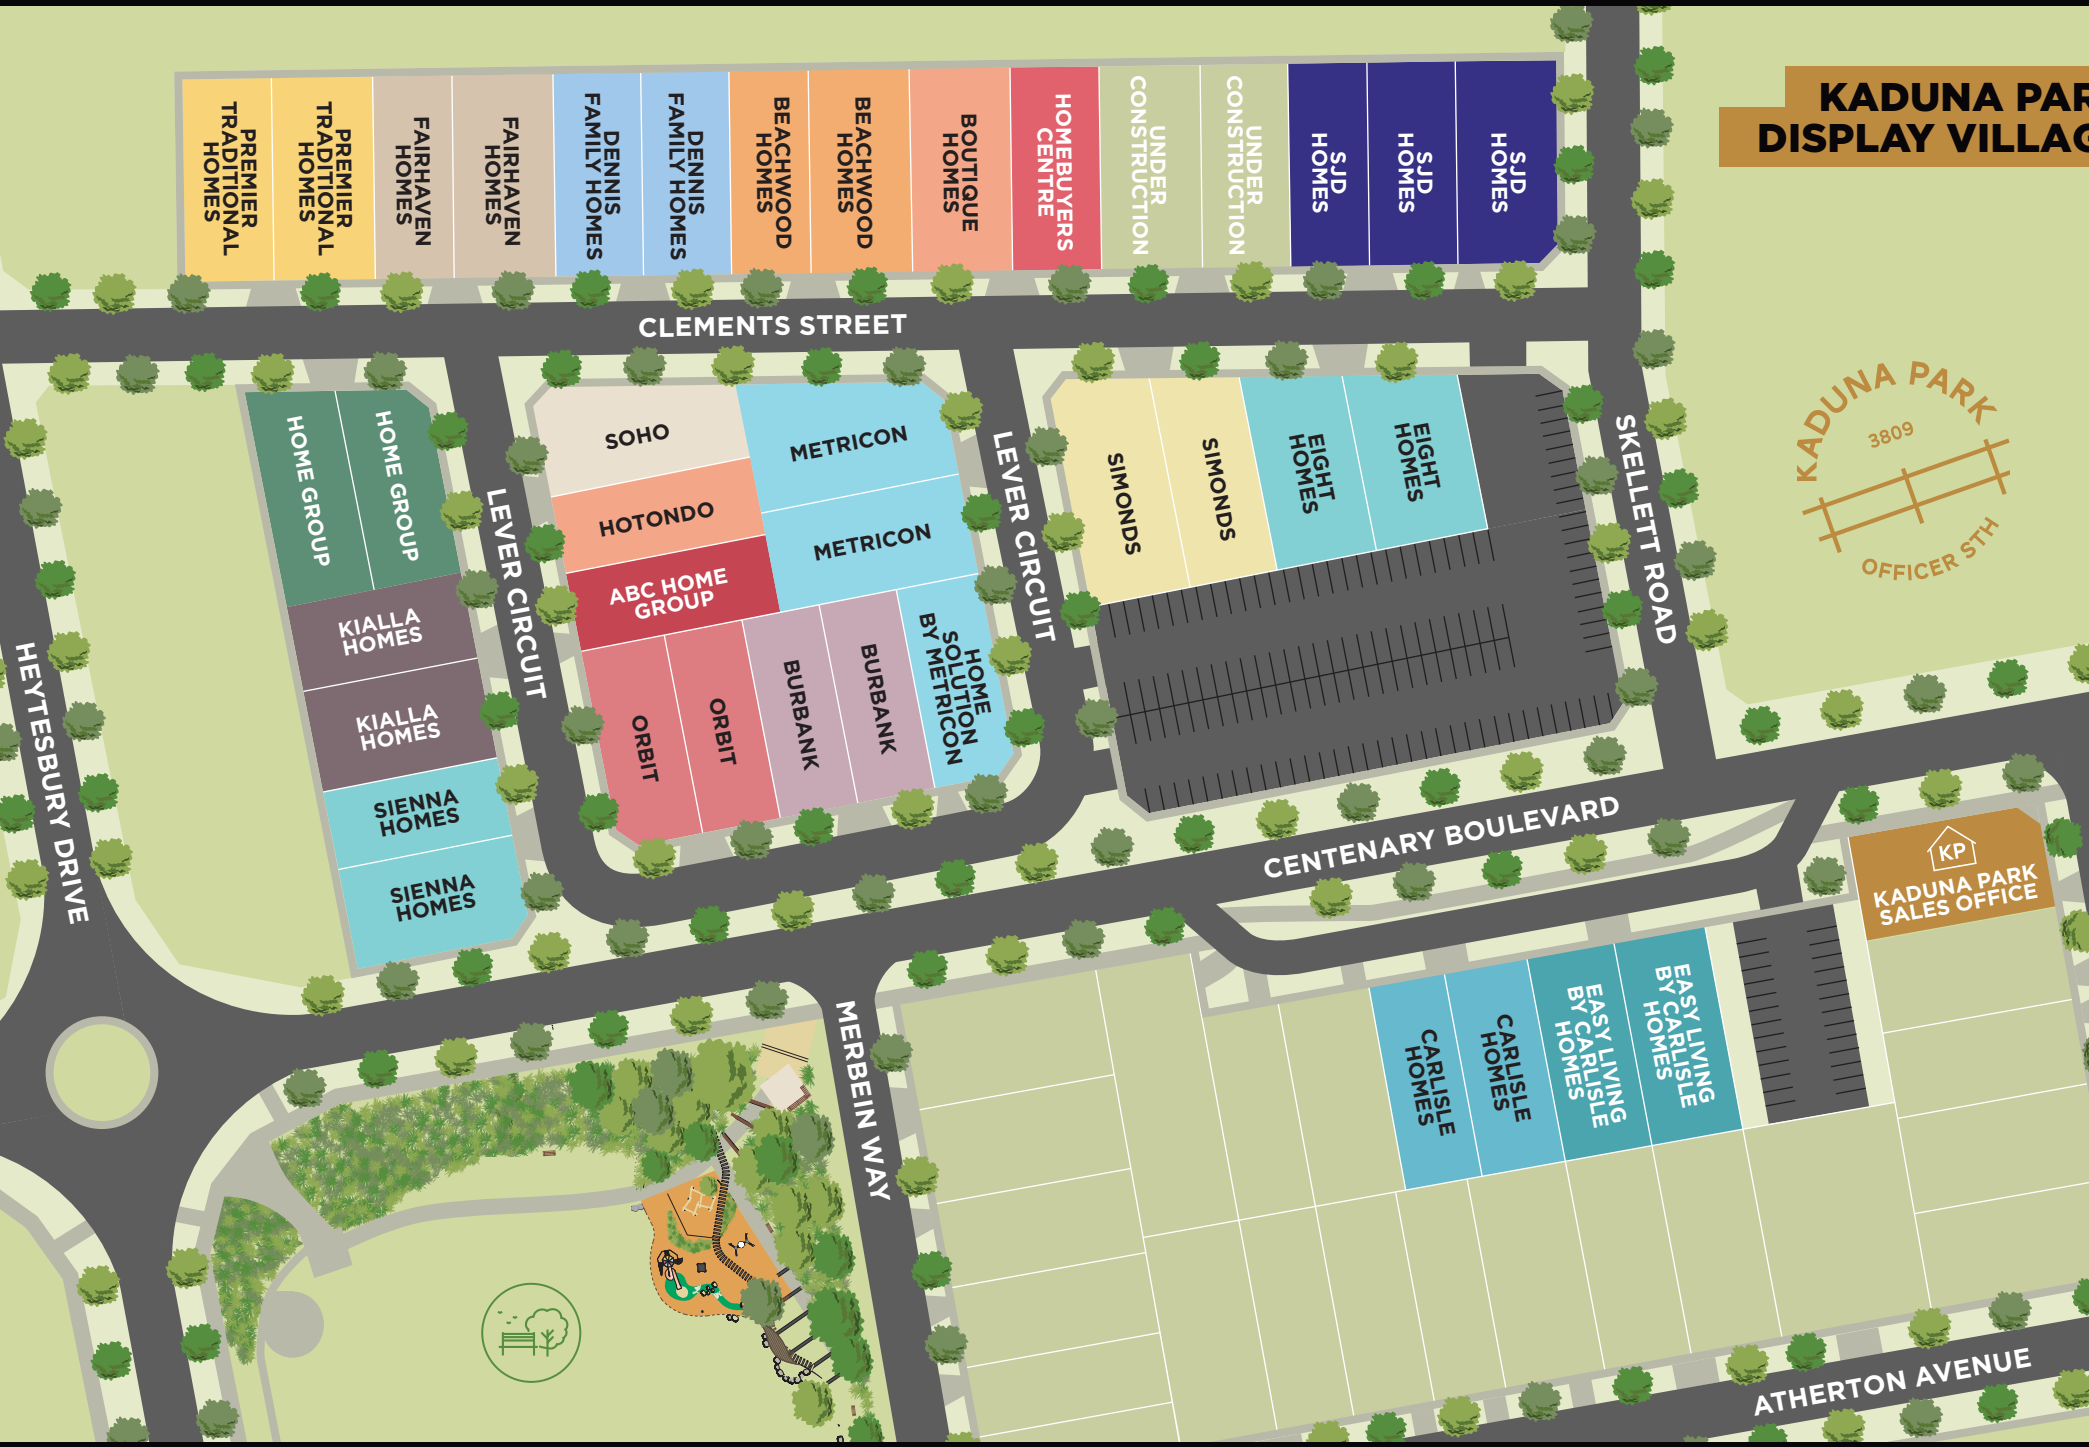 KADUNA PAR
DISPLAY VILLAG
PREMIER
TRADITIONAL
HOMES
PREMIER
TRADITIONAL
HOMES
FAIRHAVEN
HOMES
FAIRHAVEN
HOMES
DENNIS
FAMILY HOMES
DENNIS
FAMILY HOMES
BEACHWOOD
HOMES
BEACHWOOD
HOMES
BOUTIQUE
HOMES
HOMEBUYERS
CENTRE
UNDER
CONSTRUCTION
UNDER
CONSTRUCTION
SJD
HOMES
SJD
HOMES
SJD
HOMES
CLEMENTS STREET
HOME GROUP
HOME GROUP
KIALLA
HOMES
KIALLA
HOMES
SIENNA
HOMES
SIENNA
HOMES
LEVER CIRCUIT
SOHO
METRICON
HOTONDO
METRICON
ABC HOME
GROUP
ORBIT
ORBIT
BURBANK
BURBANK
HOME
SOLUTION
BY METRICON
LEVER CIRCUIT
SIMONDS
SIMONDS
EIGHT
HOMES
EIGHT
HOMES
SKELLETT ROAD
KADUNA PARK
3809
OFFICER STH
HEYTESBURY DRIVE
CENTENARY BOULEVARD
KP
KADUNA PARK
SALES OFFICE
MERBEIN WAY
CARLISLE
HOMES
CARLISLE
HOMES
EASY LIVING
BY CARLISLE
HOMES
EASY LIVING
BY CARLISLE
HOMES
ATHERTON AVENUE